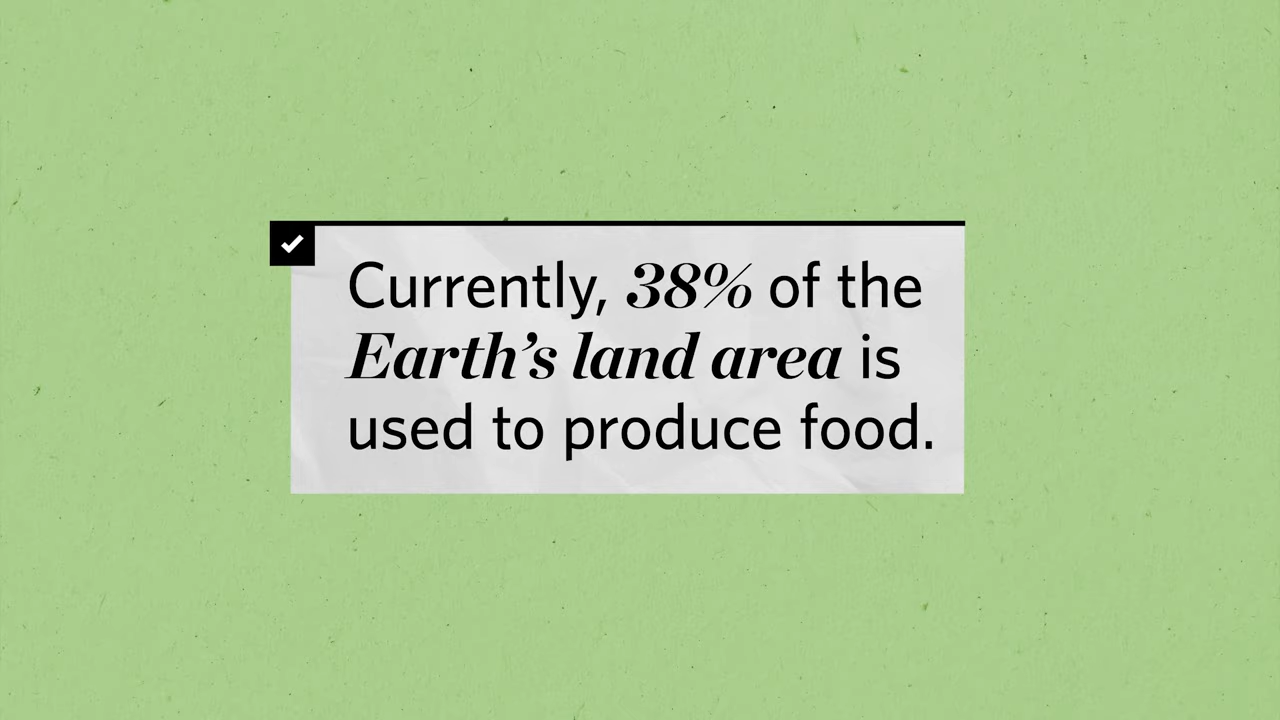 Currently, 38% of the
Earth’s land area is
used to produce food.